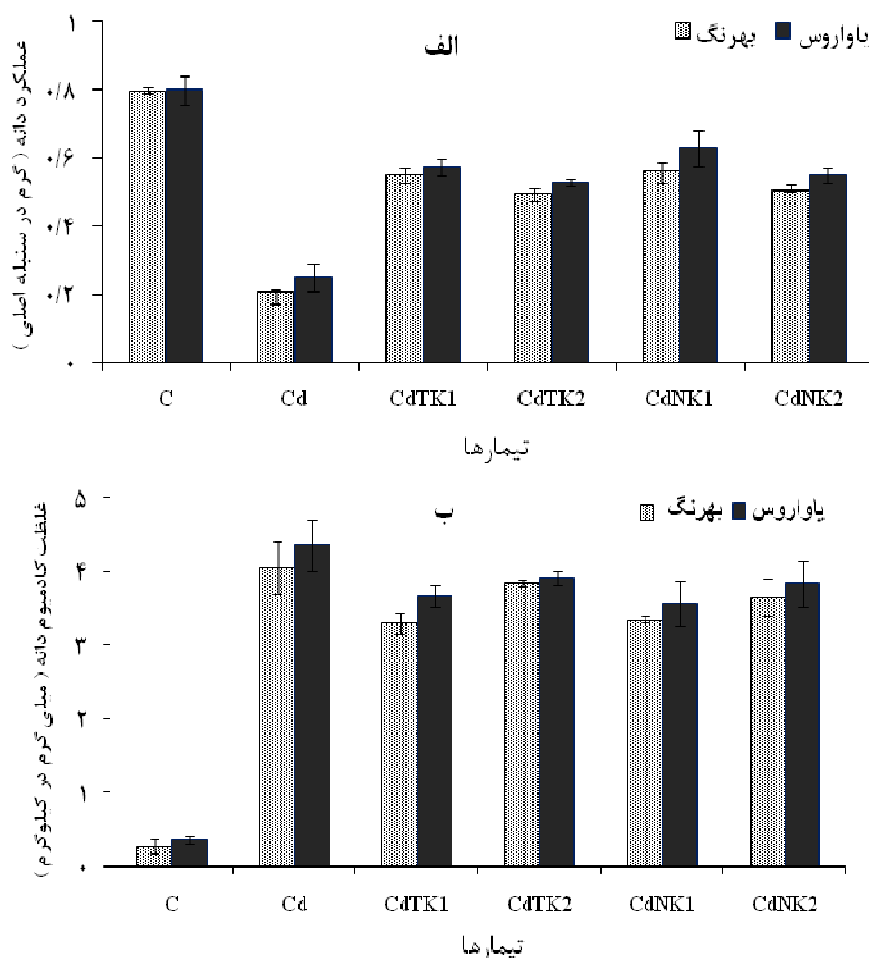 الف
بهرنگ یاواروس
عملکرد دانه ( گرم در سنبله اصلی )
۱
۰/۸
۰/۶
۰/۴
۰/۲
۰
C Cd CdTK1 CdTK2 CdNK1 CdNK2
تیمارها
ب
بهرنگ یاواروس
غلظت کادمیوم دانه ( میلی گرم در کیلوگرم )
۵
۴
۳
۲
۱
۰
C Cd CdTK1 CdTK2 CdNK1 CdNK2
تیمارها